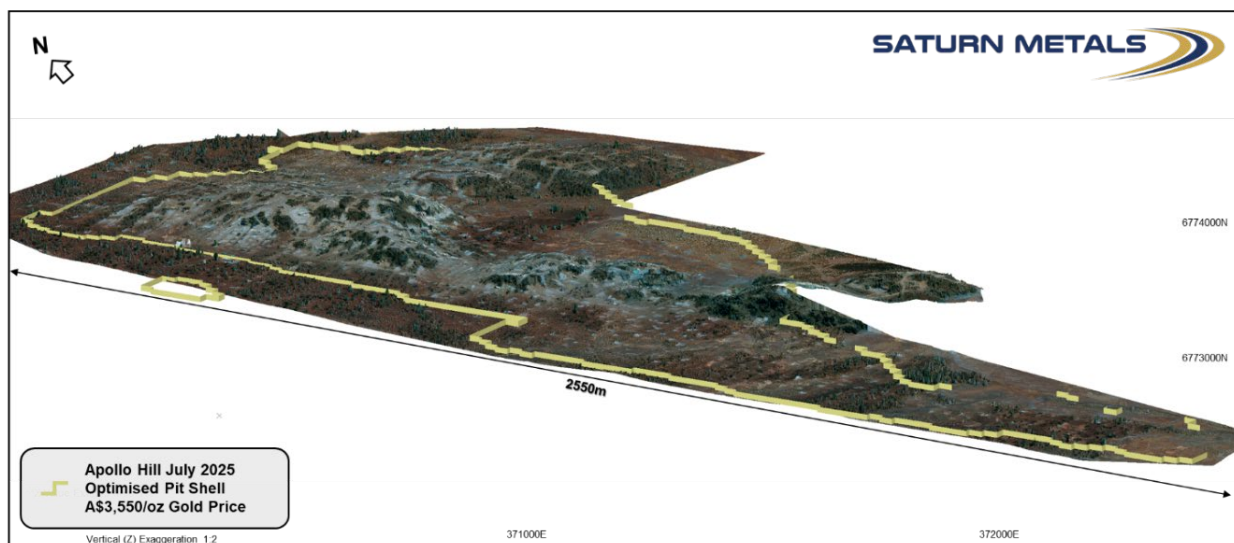 N
SATURN METALS
6774000N
6773000N
2550m
Apollo Hill July 2025
Optimised Pit Shell
A$3,550/oz Gold Price
Vertical (Z) Exaggeration 1:2
371000E
372000E